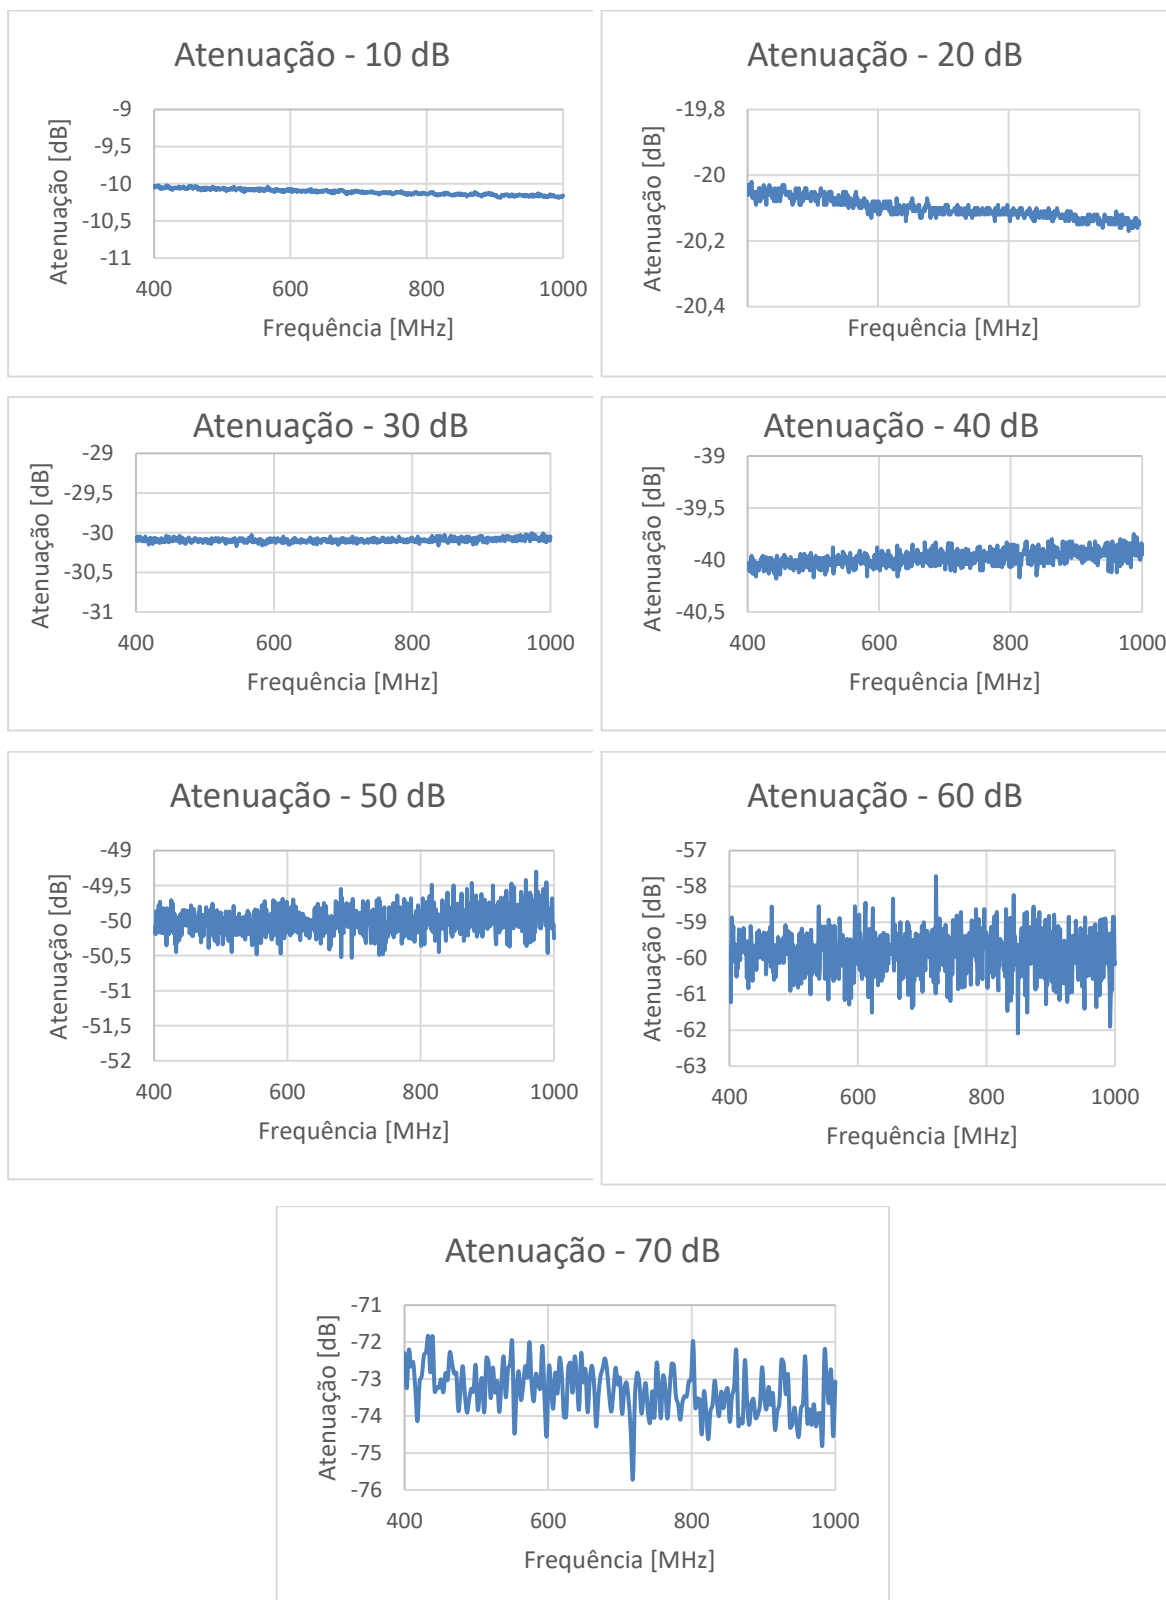 Atenuação - 10 dB
Atenuação [dB]
-9
-9,5
-10
-10,5
-11
400 600 800 1000
Frequência [MHz]
Atenuação - 20 dB
Atenuação [dB]
-19,8
-20
-20,2
-20,4
Frequência [MHz]
Atenuação - 30 dB
Atenuação [dB]
-29
-29,5
-30
-30,5
-31
400 600 800 1000
Frequência [MHz]
Atenuação - 40 dB
Atenuação [dB]
-39
-39,5
-40
-40,5
400 600 800 1000
Frequência [MHz]
Atenuação - 50 dB
Atenuação [dB]
-49
-49,5
-50
-50,5
-51
-51,5
-52
400 600 800 1000
Frequência [MHz]
Atenuação - 60 dB
Atenuação [dB]
-57
-58
-59
-60
-61
-62
-63
400 600 800 1000
Frequência [MHz]
Atenuação - 70 dB
Atenuação [dB]
-71
-72
-73
-74
-75
-76
400 600 800 1000
Frequência [MHz]